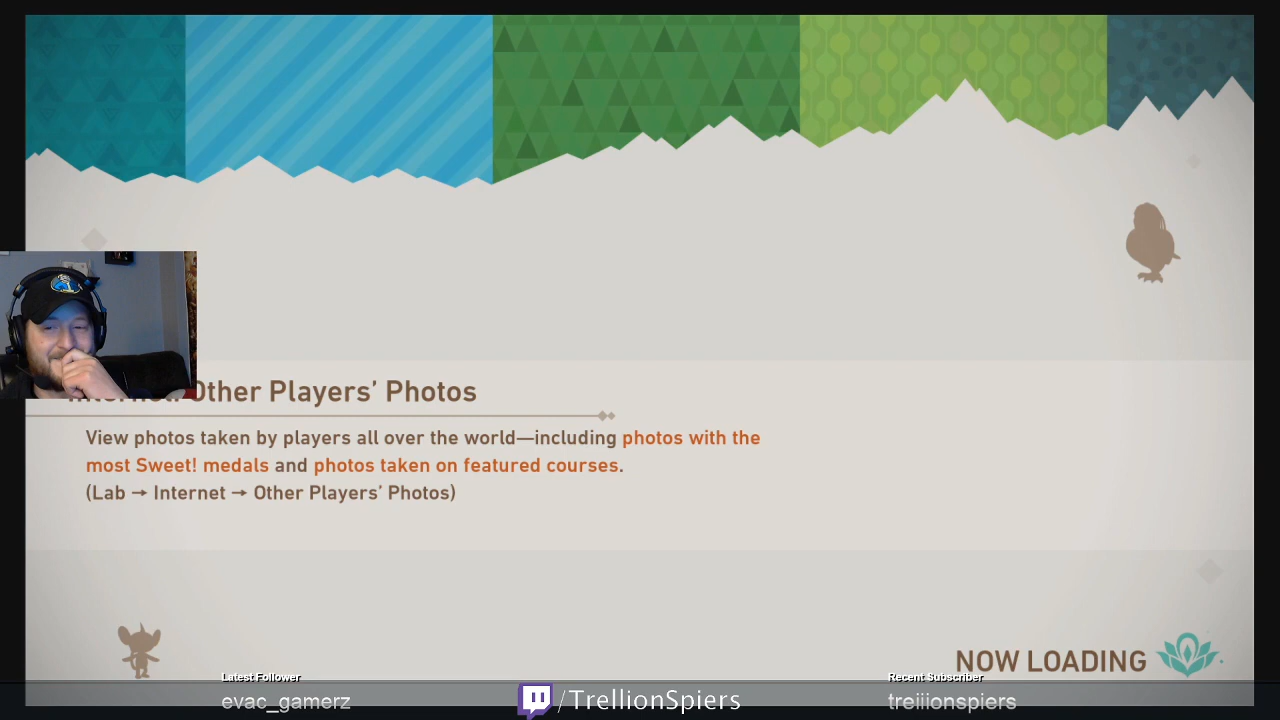 Other Players' Photos
View photos taken by players all over the world—including photos with the
most Sweet! medals and photos taken on featured courses.
(Lab → Internet → Other Players' Photos)
NOW LOADING
Latest Follower
evac_gamerz
/TrellionSpiers
Recent Subscriber
treiiionspiers